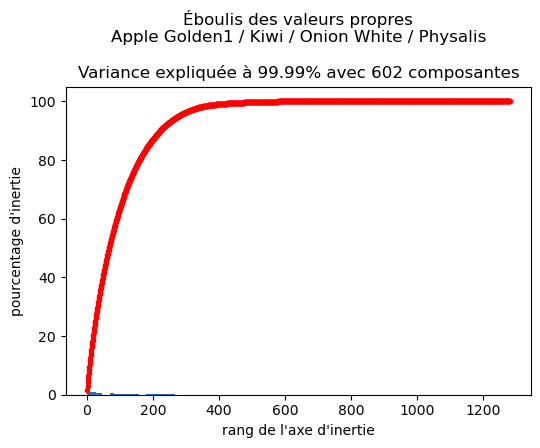 Éboulis des valeurs propres
Apple Golden1 / Kiwi / Onion White / Physalis
Variance expliquée à 99.99% avec 602 composantes
100
80
60
40
20
0
pourcentage d'inertie
0 200 400 600 800 1000 1200
rang de l'axe d'inertie